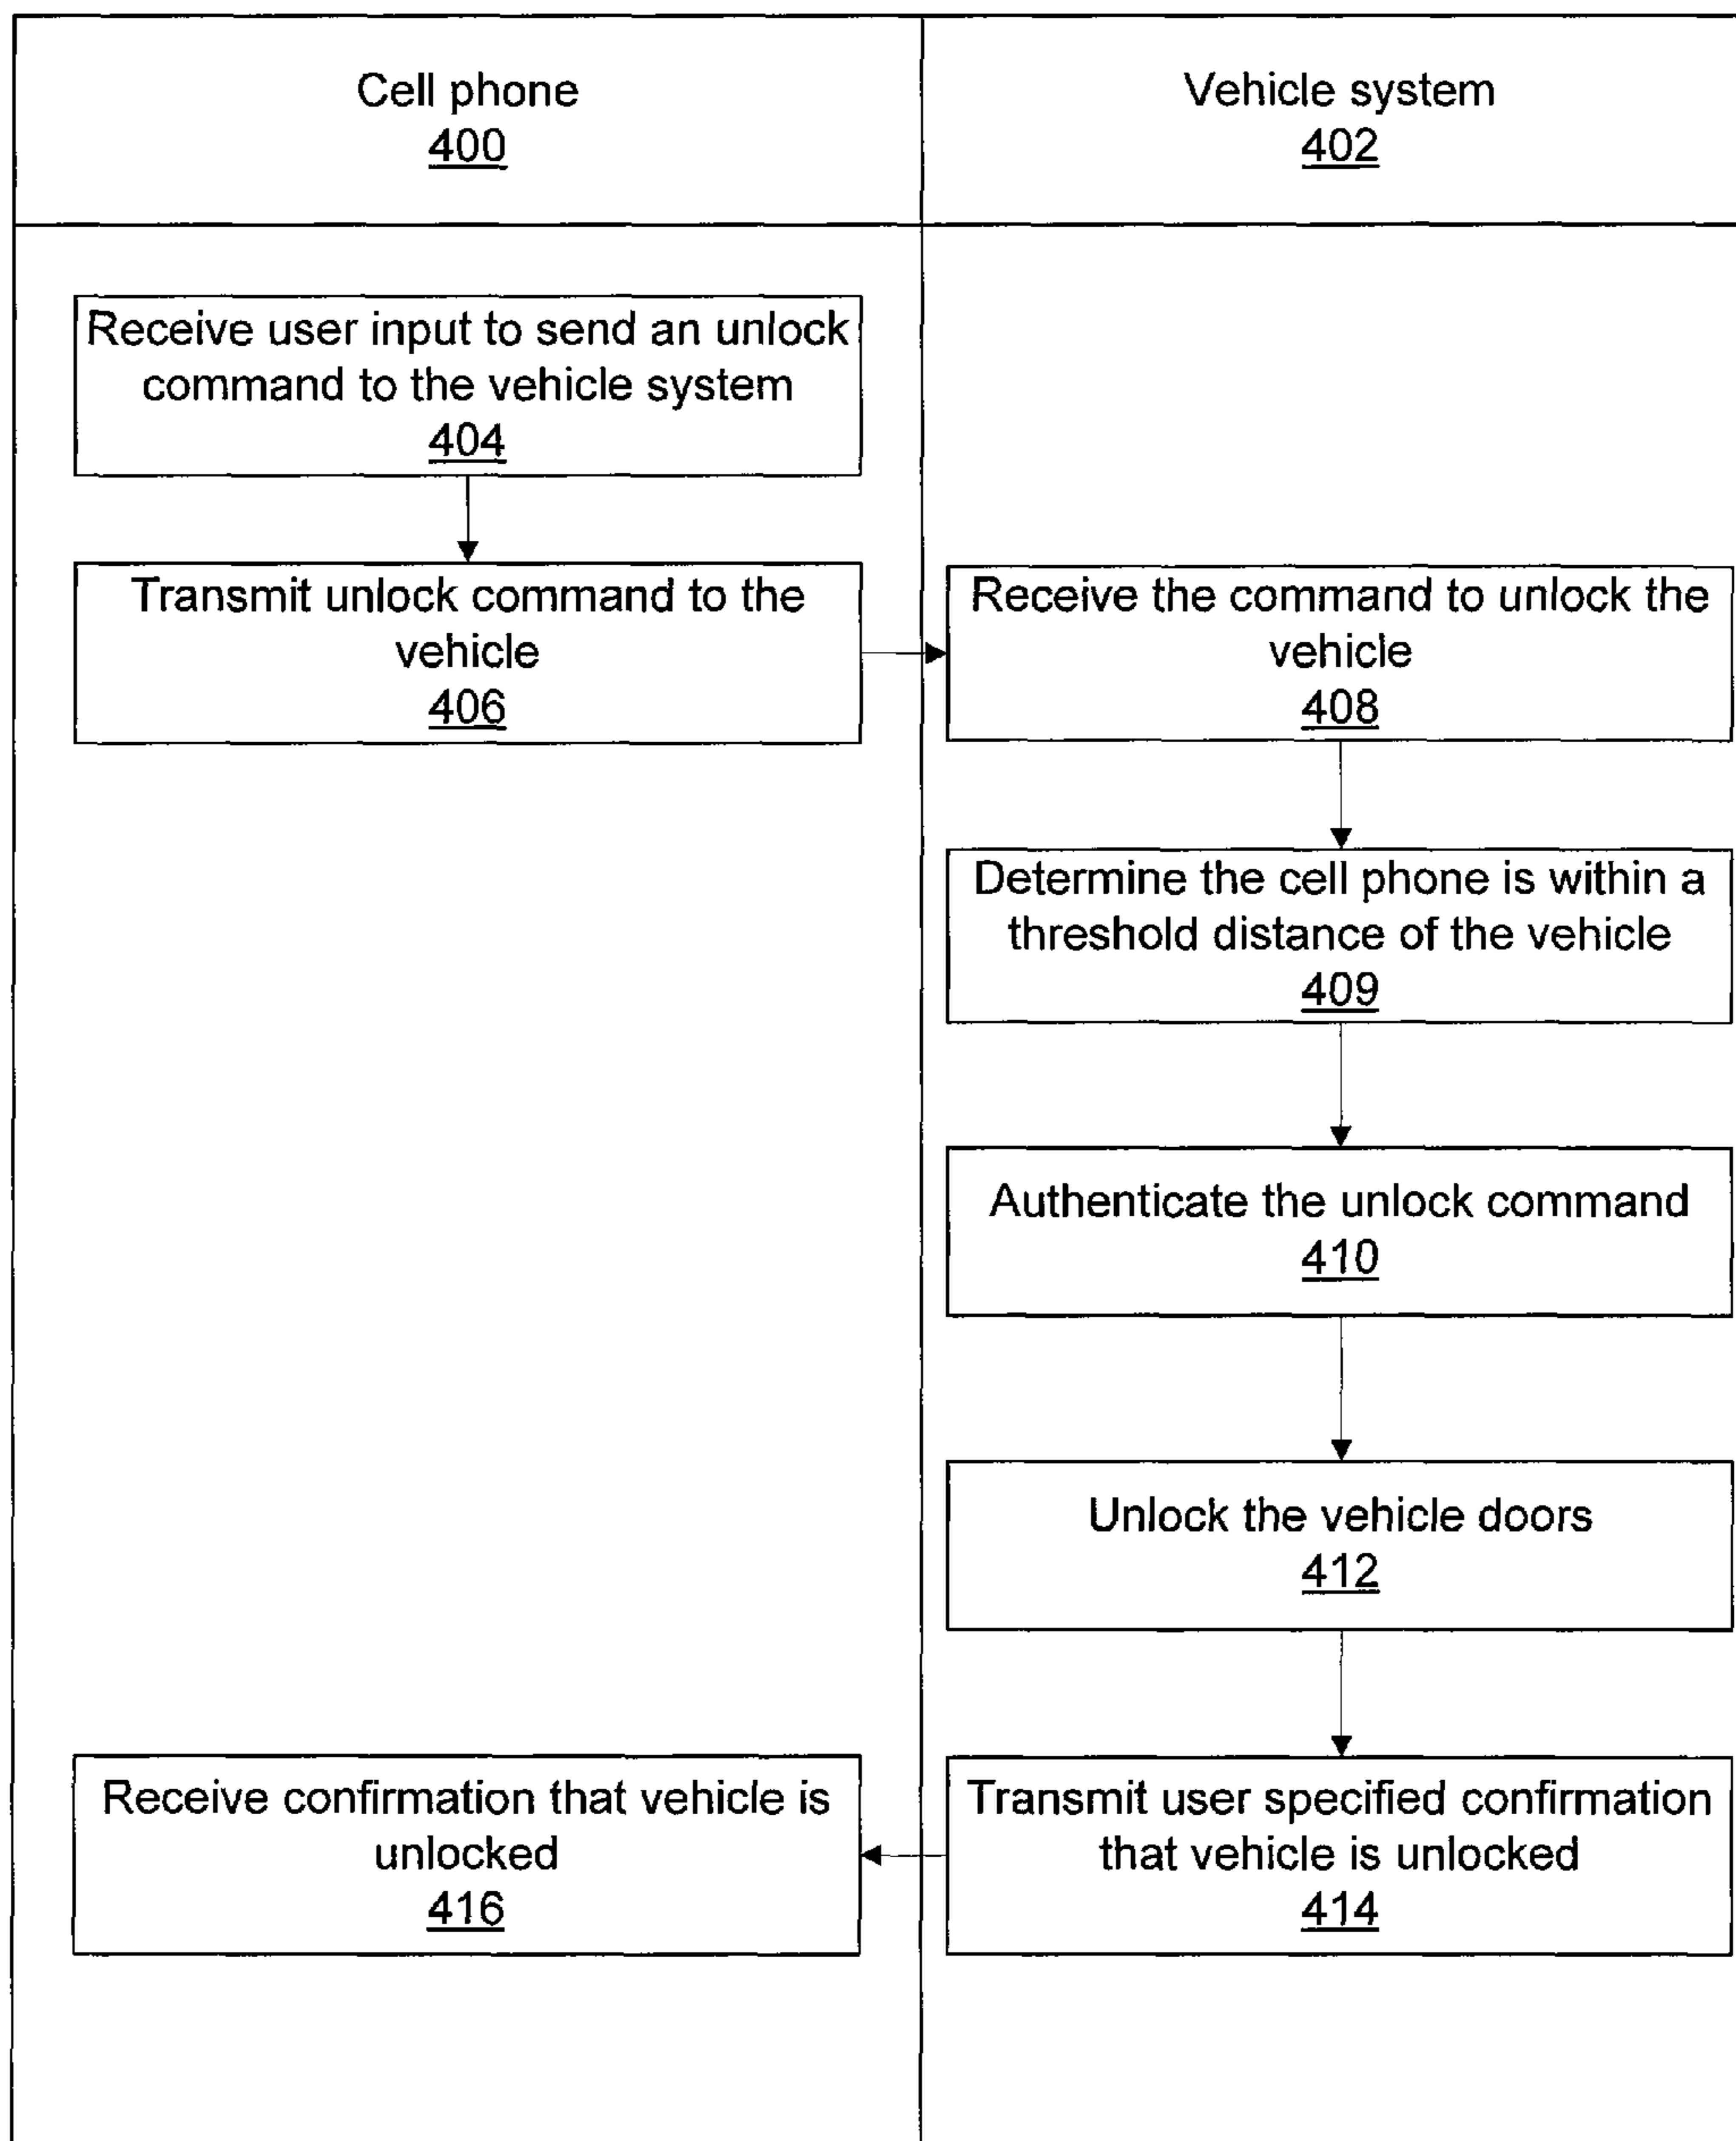 Cell phone
400
Vehicle system
402
Receive user input to send an unlock
command to the vehicle system
404
Transmit unlock command to the
vehicle
406
Receive the command to unlock the
vehicle
408
Determine the cell phone is within a
threshold distance of the vehicle
409
Authenticate the unlock command
410
Unlock the vehicle doors
412
Transmit user specified confirmation
that vehicle is unlocked
414
Receive confirmation that vehicle is
unlocked
416